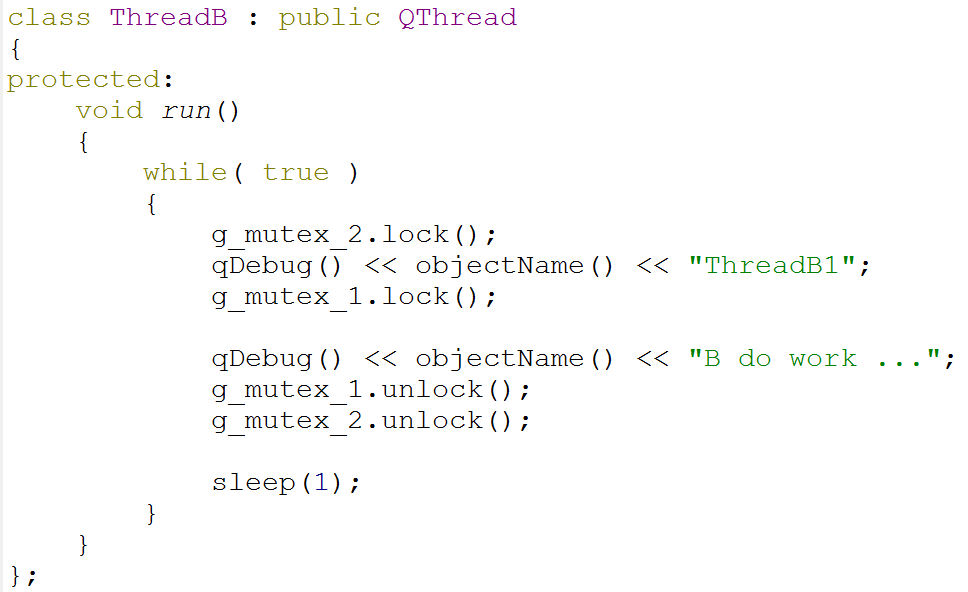 class ThreadB : public QThread
{
protected:
    void run()
    {
        while( true )
        {
            g_mutex_2.lock();
            qDebug() << objectName() << "ThreadB1";
            g_mutex_1.lock();

            qDebug() << objectName() << "B do work ...";
            g_mutex_1.unlock();
            g_mutex_2.unlock();

            sleep(1);
        }
    }
};